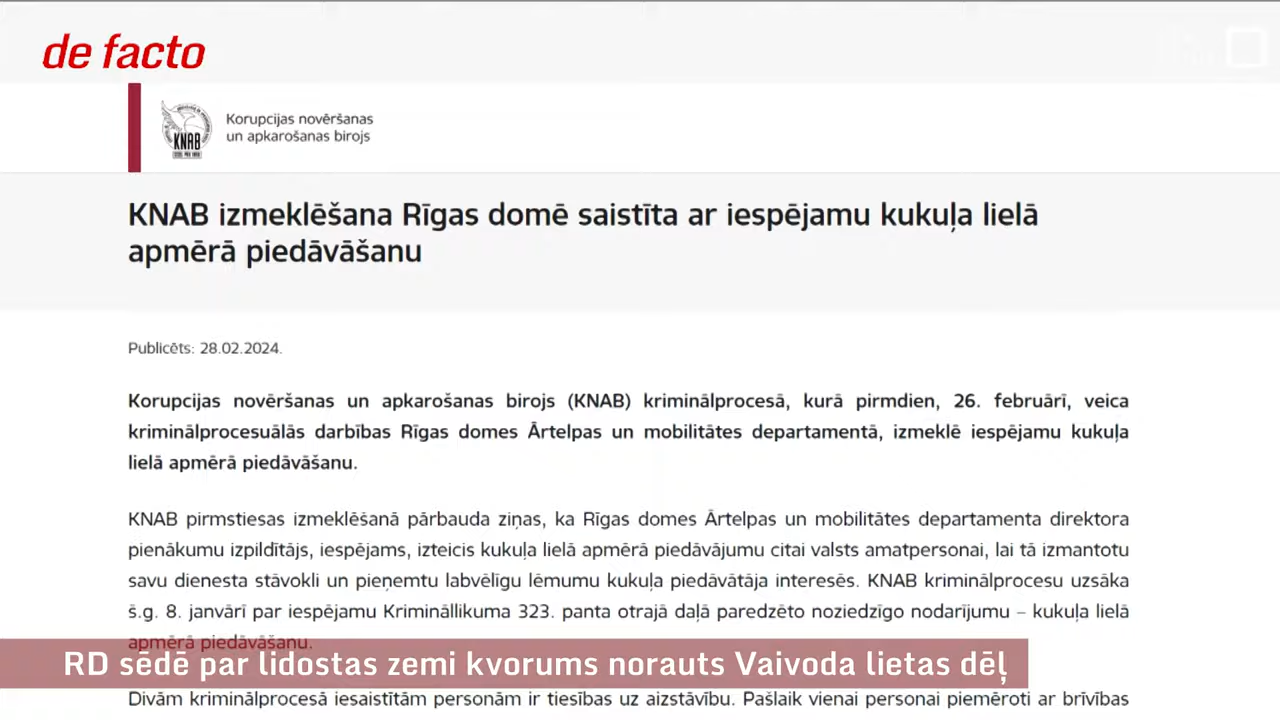 de facto
KNAB
Korupcijas novēršanas
un apkarošanas birojs
KNAB izmeklēšana Rīgas domē saistīta ar iespējamu kukuļa lielā
apmērā piedāvāšanu
Publicēts: 28.02.2024.
Korupcijas novēršanas un apkarošanas birojs (KNAB) kriminālprocesā, kurā pirmdien, 26. februārī, veica
kriminālprocesuālās darbības Rīgas domes Ārtelpas un mobilitātes departamentā, izmeklē iespējamu kukuļa
lielā apmērā piedāvāšanu.
KNAB pirmstiesas izmeklēšanā pārbauda ziņas, ka Rīgas domes Ārtelpas un mobilitātes departamenta direktora
pienākumu izpildītājs, iespējams, izteicis kukuļa lielā apmērā piedāvājumu citai valsts amatpersonai, lai tā izmantotu
savu dienesta stāvokli un pieņemtu labvēlīgu lēmumu kukuļa piedāvātāja interesēs. KNAB kriminālprocesu uzsāka
š.g. 8. janvārī par iespējamu Krimināllikuma 323. panta otrajā daļā paredzēto noziedzīgo nodarījumu – kukuļa lielā
apmērā piedāvāšanu.
RD sēdē par lidostas zemi kvorums norauts Vaivoda lietas dēļ
Divām kriminālprocesā iesaistītām personām ir tiesības uz aizstāvību. Pašlaik vienai personai piemēroti ar brīvības